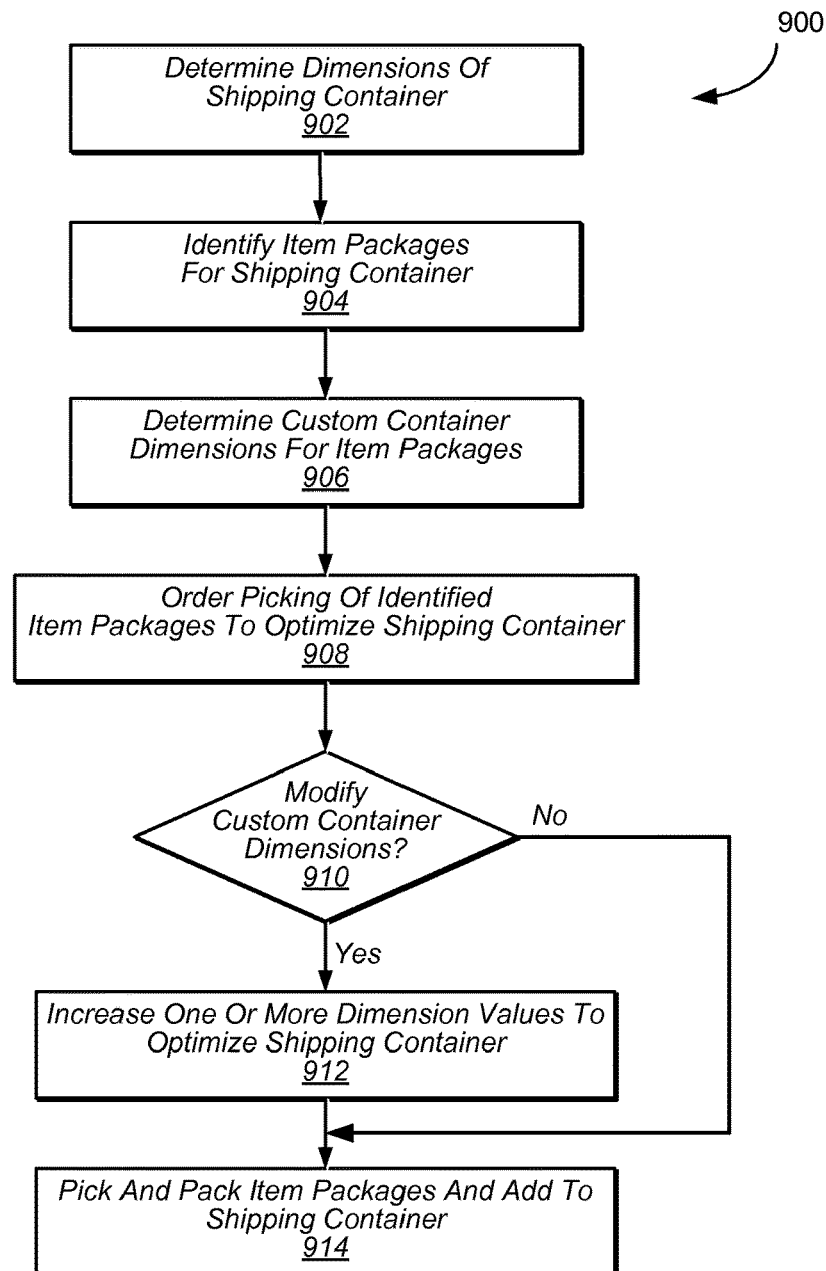 900
Determine Dimensions Of
Shipping Container
902
Identify Item Packages
For Shipping Container
904
Determine Custom Container
Dimensions For Item Packages
906
Order Picking Of Identified
Item Packages To Optimize Shipping Container
908
Modify
Custom Container
Dimensions?
910
No
Yes
Increase One Or More Dimension Values To
Optimize Shipping Container
912
Pick And Pack Item Packages And Add To
Shipping Container
914